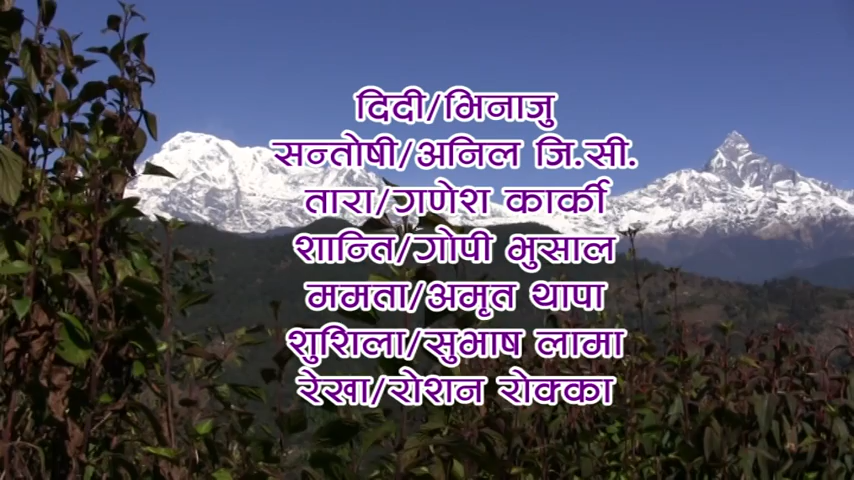 दिदी/भिनाजु
सन्तोषी/अनिल जि.सी.
तारा/गणेश कार्की
शान्ति/गोपी भुसाल
ममता/अमृत थापा
शुशिला/सुभाष लामा
रेखा/रोशन रोक्का